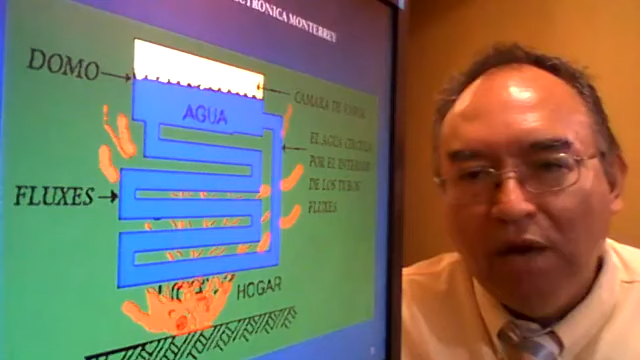 ELECTRÓNICA MONTERREY
DOMO
CAMARA DE VAPOR
AGUA
EL AGUA CIRCULA
POR EL INTERIOR
DE LOS TUBOS
FLUXES
FLUXES
HOGAR